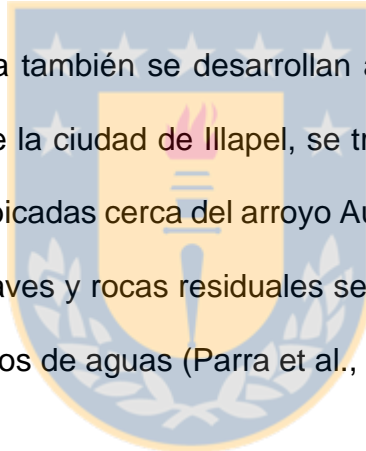 a también se desarrollan a
e la ciudad de Illapel, se tr
picadas cerca del arroyo Au
aves y rocas residuales se
os de aguas (Parra et al.,